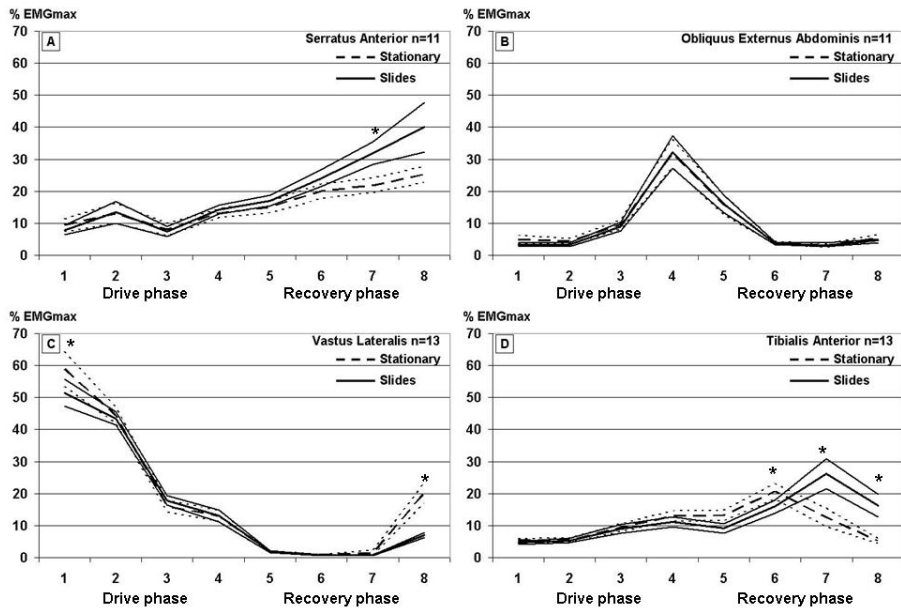 % EMGmax
70
60
50
40
30
20
10
0
A
Serratus Anterior n=11
Stationary
Slides
*
1 2 3 4 5 6 7 8
Drive phase Recovery phase
% EMGmax
70
60
50
40
30
20
10
0
B
Obliquus Externus Abdominis n=11
Stationary
Slides
1 2 3 4 5 6 7 8
Drive phase Recovery phase
% EMGmax
70
60
50
40
30
20
10
0
C
*
Vastus Lateralis n=13
Stationary
Slides
*
1 2 3 4 5 6 7 8
Drive phase Recovery phase
% EMGmax
70
60
50
40
30
20
10
0
D
Tibialis Anterior n=13
Stationary
Slides
* * *
1 2 3 4 5 6 7 8
Drive phase Recovery phase